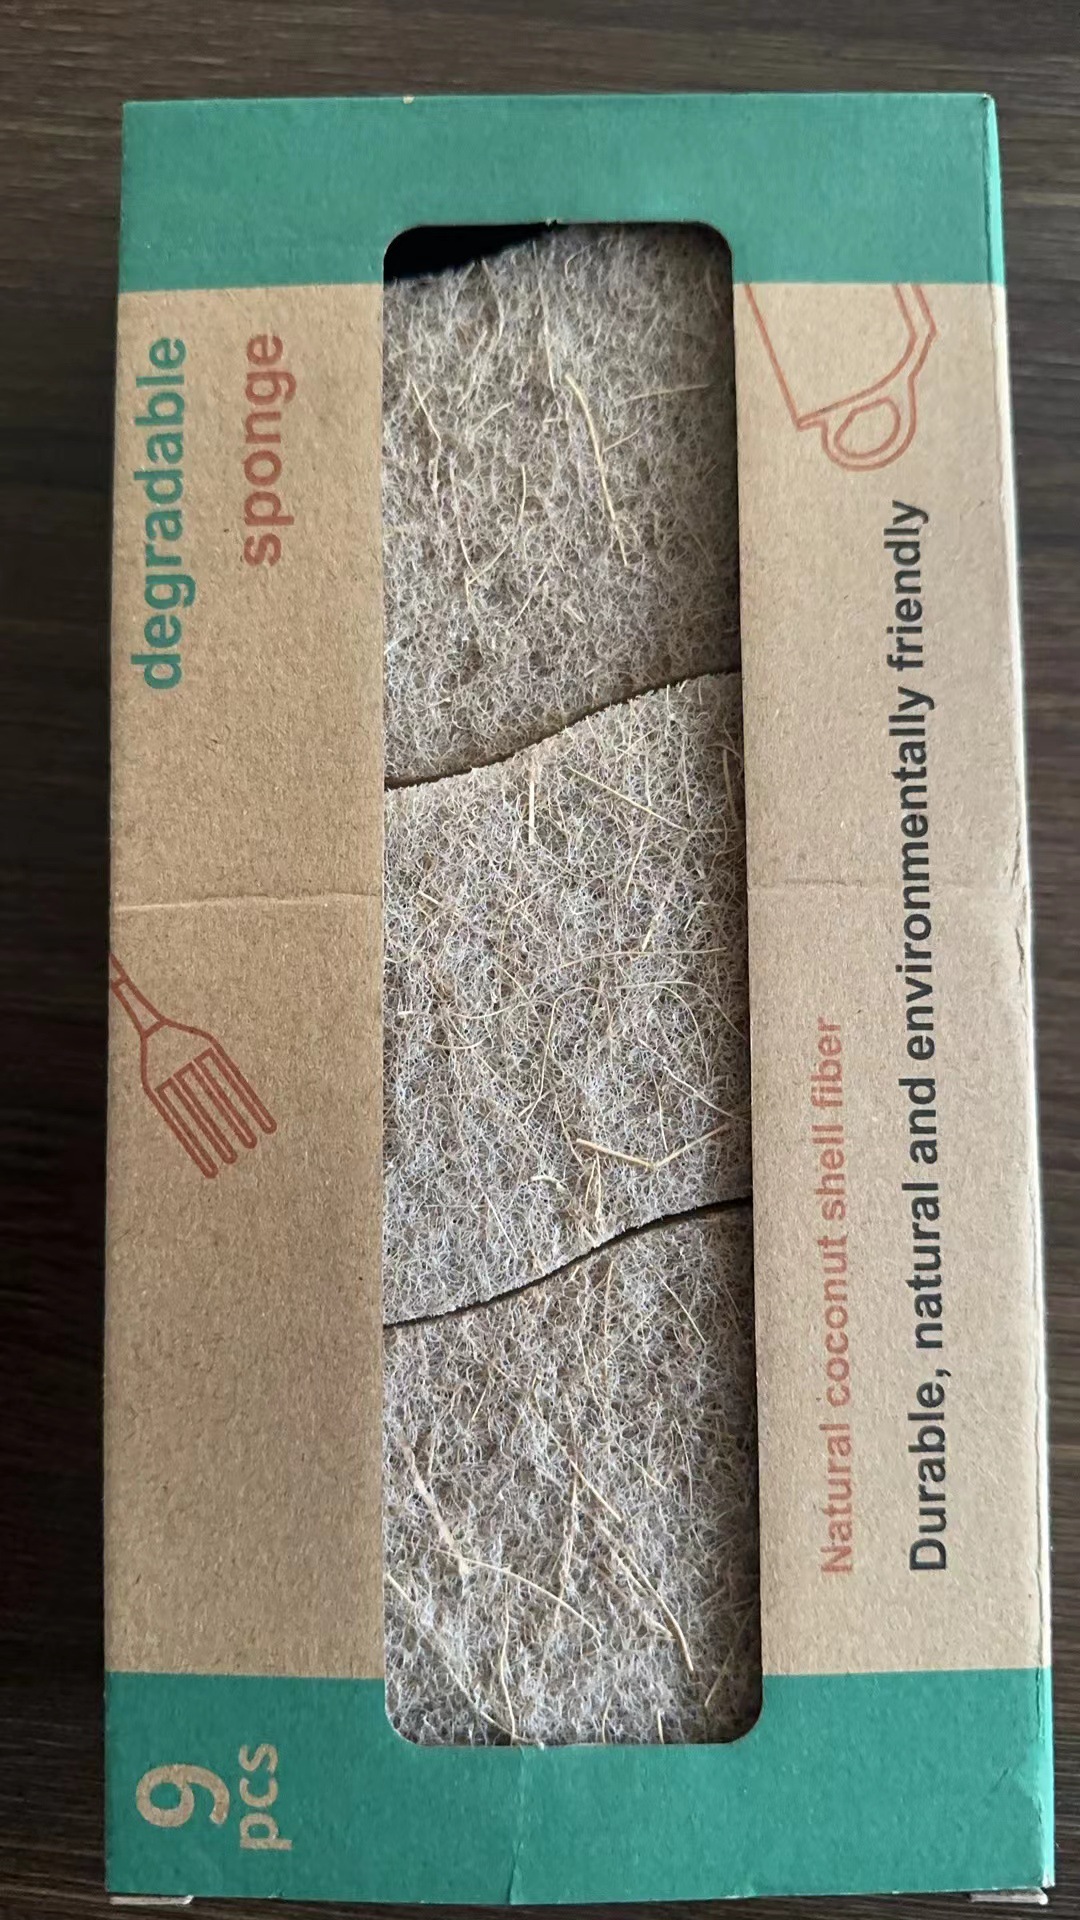 degradable
sponge
Natural coconut shell fiber
Durable, natural and environmentally friendly
9
pcs